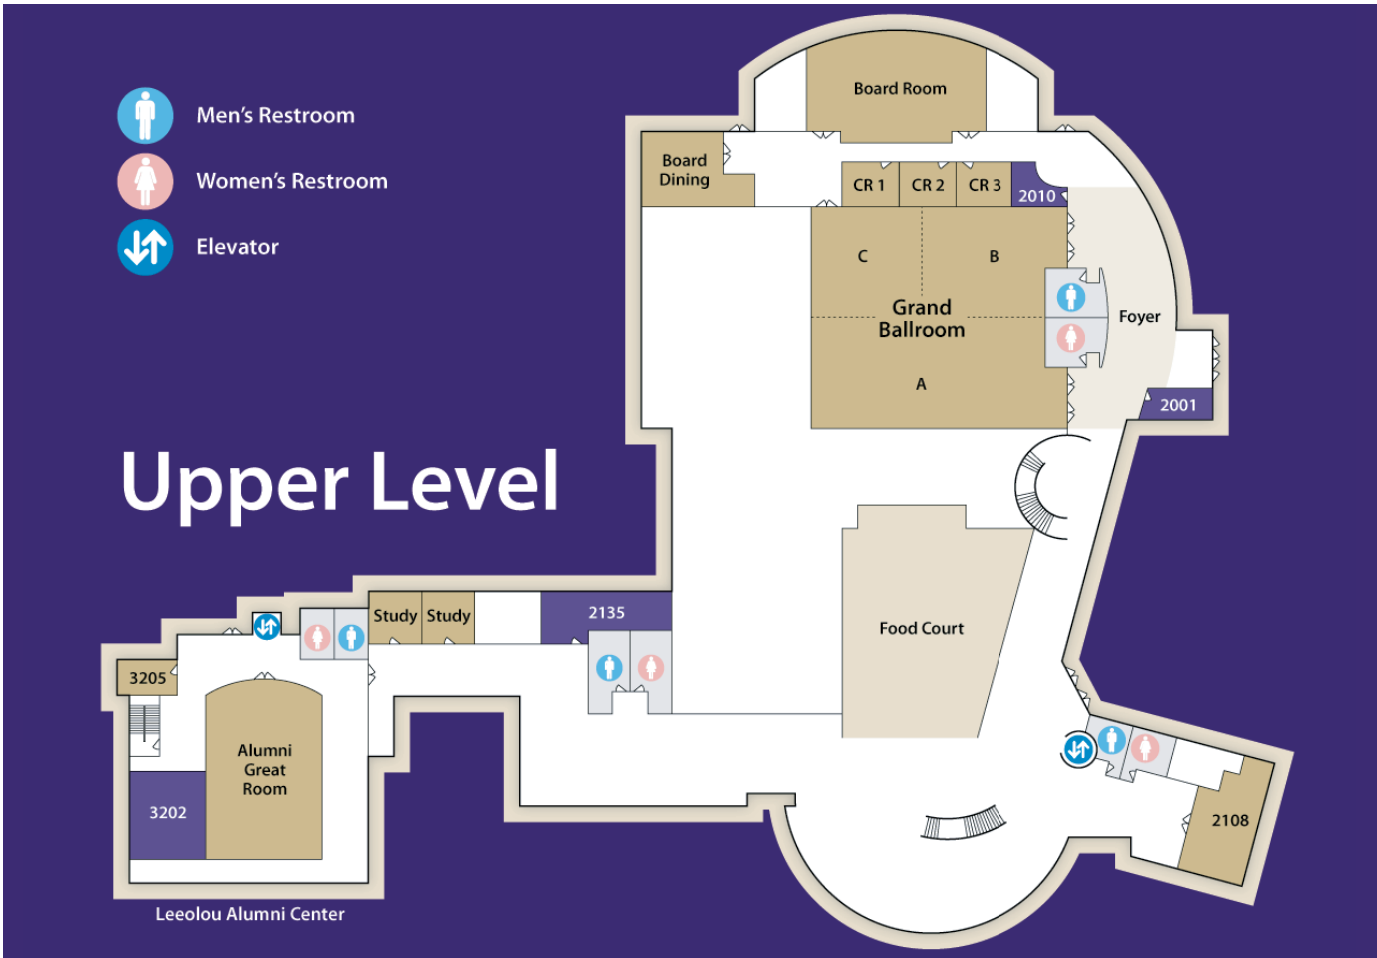 Men's Restroom
Women's Restroom
Elevator
Upper Level
Board Room
Board
Dining
CR 1
CR 2
CR 3
2010
C
B
Grand
Ballroom
A
Foyer
2001
Food Court
Study
Study
2135
3205
Alumni
Great
Room
3202
2108
Leeolou Alumni Center